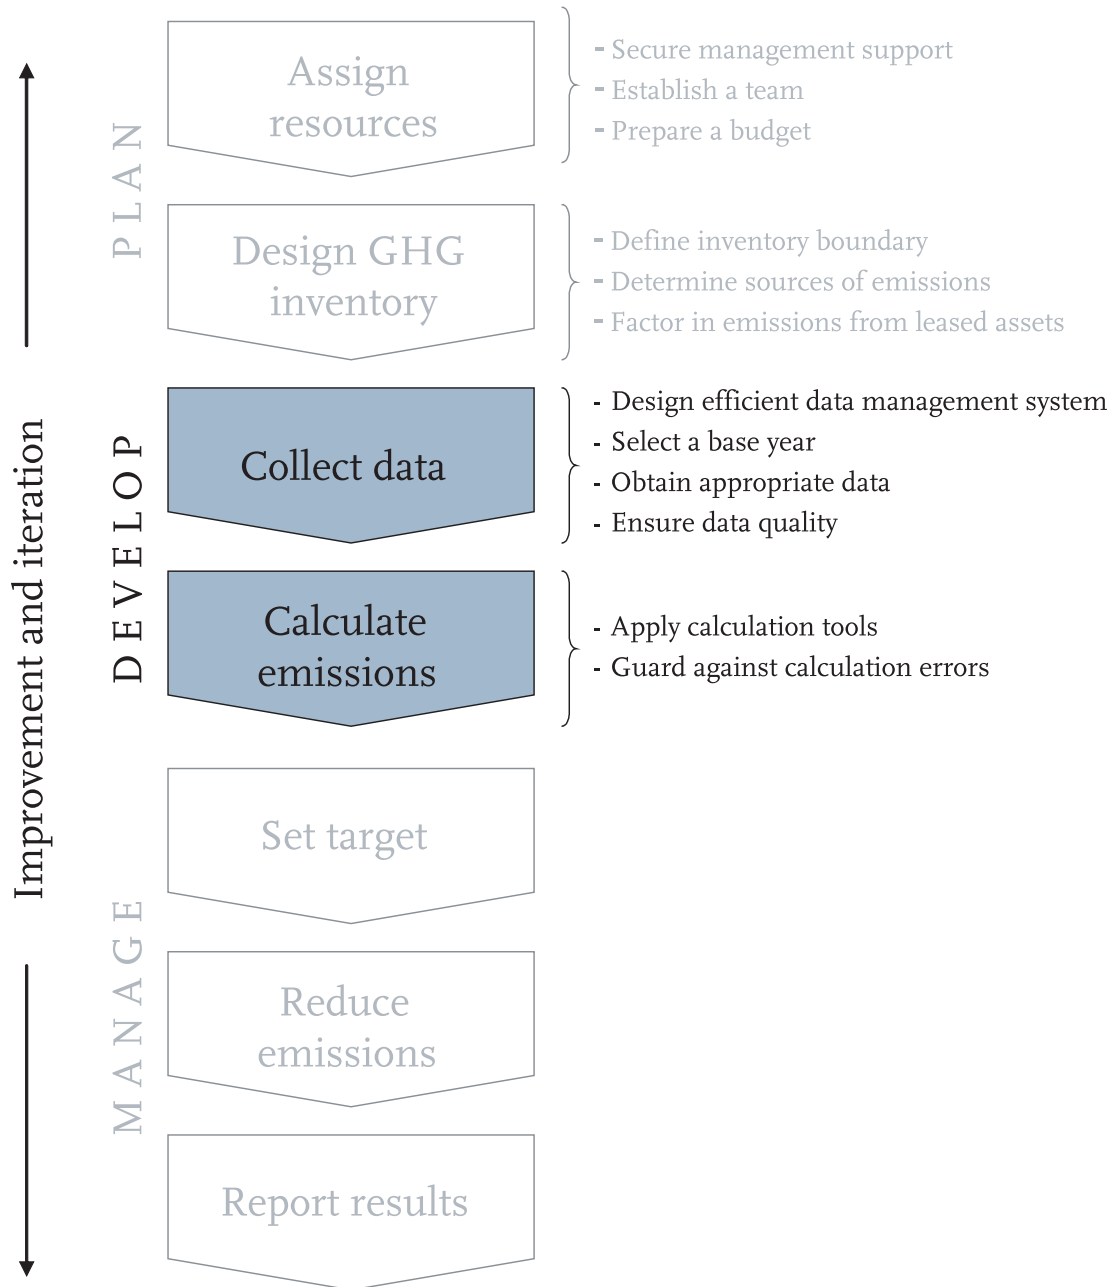 Improvement and iteration
PLAN
Assign
resources
- Secure management support
- Establish a team
- Prepare a budget
Design GHG
inventory
- Define inventory boundary
- Determine sources of emissions
- Factor in emissions from leased assets
DEVELOP
Collect data
- Design efficient data management system
- Select a base year
- Obtain appropriate data
- Ensure data quality
Calculate
emissions
- Apply calculation tools
- Guard against calculation errors
MANAGE
Set target
Reduce
emissions
Report results